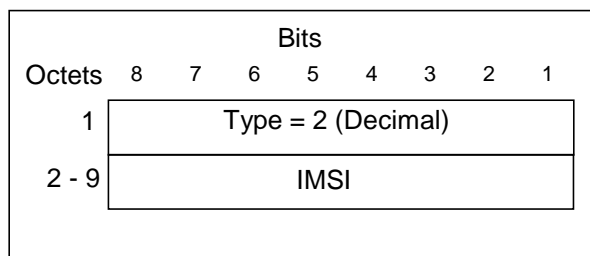 Bits
Octets 8 7 6 5 4 3 2 1
1 Type = 2 (Decimal)
2 - 9 IMSI